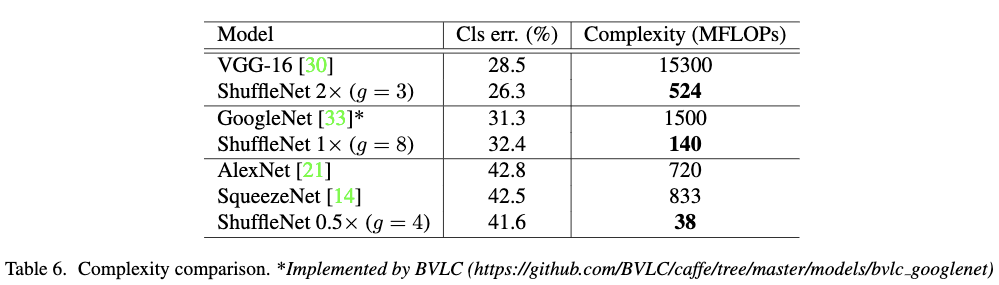 Model Cls err. (%) Complexity (MFLOPs)
VGG-16 [30] 28.5 15300
ShuffleNet 2× (g = 3) 26.3 524
GoogleNet [33]* 31.3 1500
ShuffleNet 1× (g = 8) 32.4 140
AlexNet [21] 42.8 720
SqueezeNet [14] 42.5 833
ShuffleNet 0.5× (g = 4) 41.6 38
Table 6. Complexity comparison. *Implemented by BVLC (https://github.com/BVLC/caffe/tree/master/models/bvlc_googlenet)